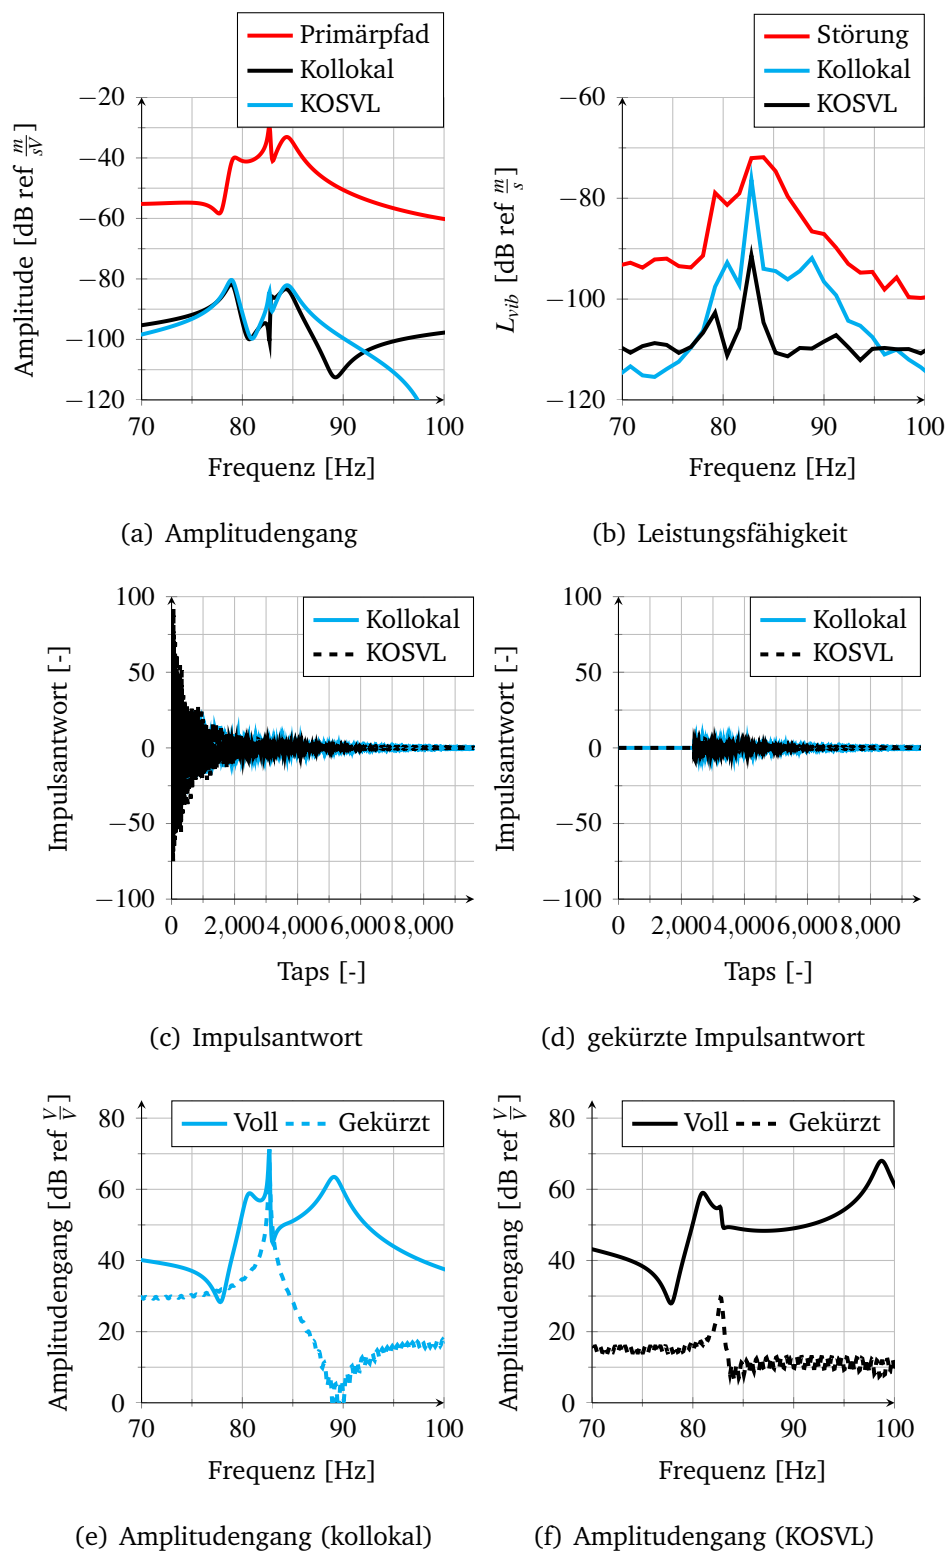 Primärpfad
Kollokal
KOSVL
−20
−40
−60
−80
−100
−120
70 80 90 100
Amplitude [dB ref m/sV]
Frequenz [Hz]
(a) Amplitudengang
Störung
Kollokal
KOSVL
−60
−80
−100
−120
70 80 90 100
L_vib [dB ref m/s]
Frequenz [Hz]
(b) Leistungsfähigkeit
Kollokal
KOSVL
100
50
0
−50
−100
0 2,000 4,000 6,000 8,000
Impulsantwort [-]
Taps [-]
(c) Impulsantwort
Kollokal
KOSVL
100
50
0
−50
−100
0 2,000 4,000 6,000 8,000
Impulsantwort [-]
Taps [-]
(d) gekürzte Impulsantwort
Voll Gekürzt
80
60
40
20
0
70 80 90 100
Amplitudengang [dB ref V/V]
Frequenz [Hz]
(e) Amplitudengang (kollokal)
Voll Gekürzt
80
60
40
20
0
70 80 90 100
Amplitudengang [dB ref V/V]
Frequenz [Hz]
(f) Amplitudengang (KOSVL)